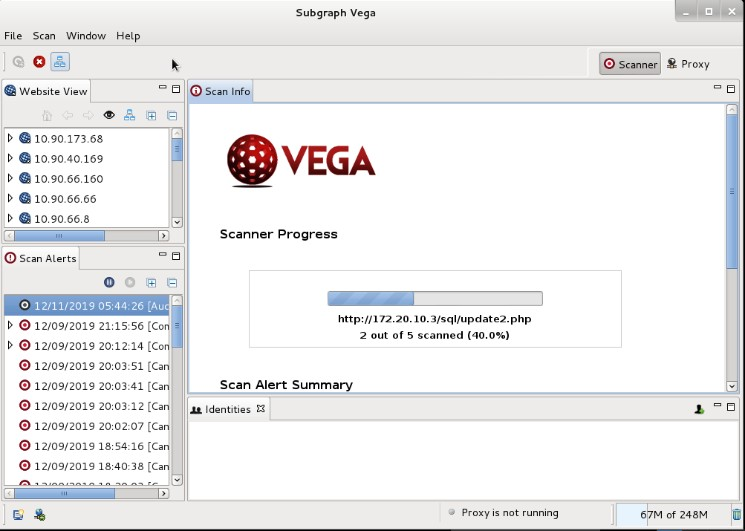 Subgraph Vega
File Scan Window Help
Scanner Proxy
Website View
10.90.173.68
10.90.40.169
10.90.66.160
10.90.66.66
10.90.66.8
Scan Alerts
12/11/2019 05:44:26 [Auc
12/09/2019 21:15:56 [Con
12/09/2019 20:12:14 [Con
12/09/2019 20:03:51 [Can
12/09/2019 20:03:41 [Can
12/09/2019 20:03:12 [Can
12/09/2019 20:02:07 [Can
12/09/2019 18:54:16 [Can
12/09/2019 18:40:38 [Can
Scan Info
VEGA
Scanner Progress
http://172.20.10.3/sql/update2.php
2 out of 5 scanned (40.0%)
Scan Alert Summary
Identities
Proxy is not running
67M of 248M